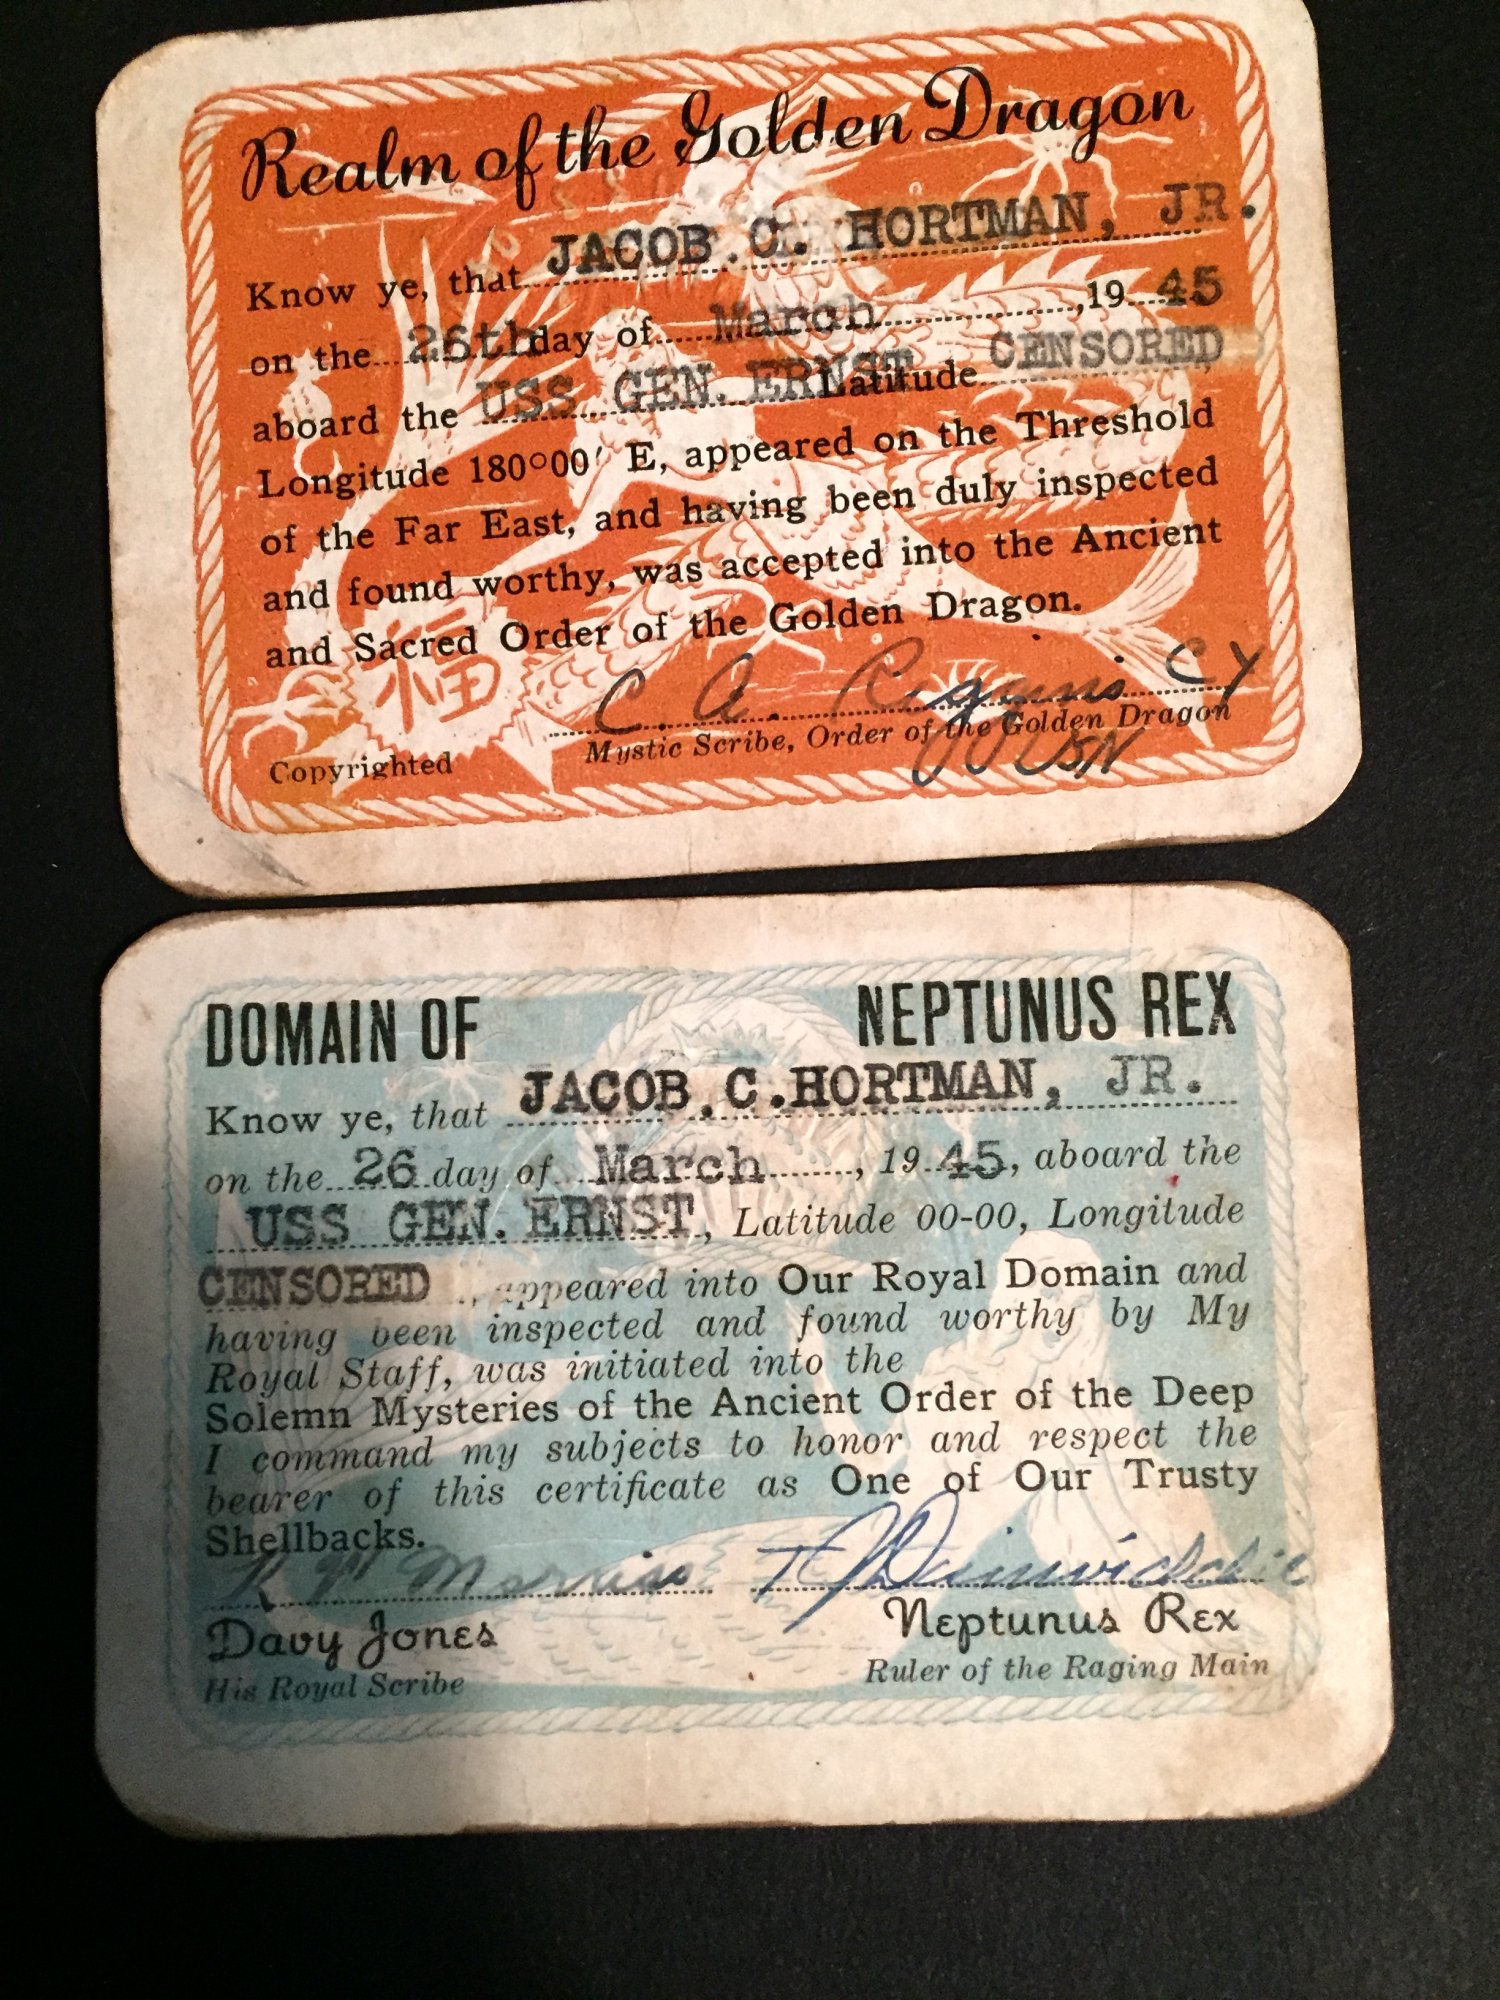 Realm of the Golden Dragon
Know ye, that JACOB. C. HORTMAN, JR.
on the 26th day of March, 19 45
aboard the USS GEN. ERNST Latitude CENSORED
Longitude 180°00' E, appeared on the Threshold
of the Far East, and having been duly inspected
and found worthy, was accepted into the Ancient
and Sacred Order of the Golden Dragon.
福
C. A. CY
Mystic Scribe, Order of the Golden Dragon
USN
Copyrighted
DOMAIN OF NEPTUNUS REX
Know ye, that JACOB.C.HORTMAN, JR.
on the 26 day of March, 19 45, aboard the
USS GEN. ERNST, Latitude 00-00, Longitude
CENSORED, appeared into Our Royal Domain and
having been inspected and found worthy by My
Royal Staff, was initiated into the
Solemn Mysteries of the Ancient Order of the Deep
I command my subjects to honor and respect the
bearer of this certificate as One of Our Trusty
Shellbacks.
Davy Jones Neptunus Rex
His Royal Scribe Ruler of the Raging Main